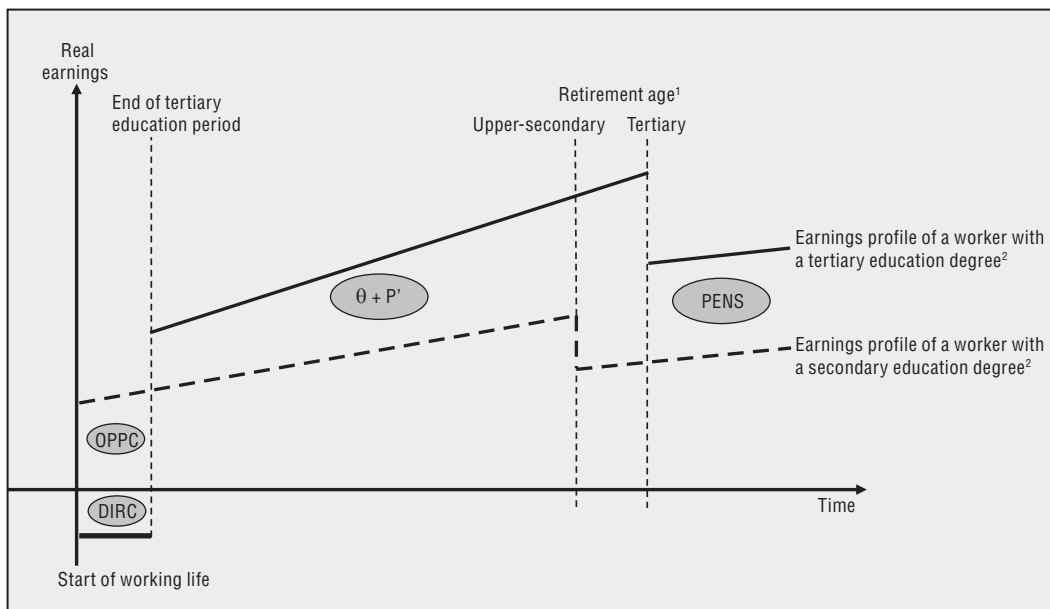 Real
earnings
End of tertiary
education period
Retirement age¹
Upper-secondary
Tertiary
Earnings profile of a worker with
a tertiary education degree²
θ + P’
PENS
Earnings profile of a worker with
a secondary education degree²
OPPC
DIRC
Time
Start of working life